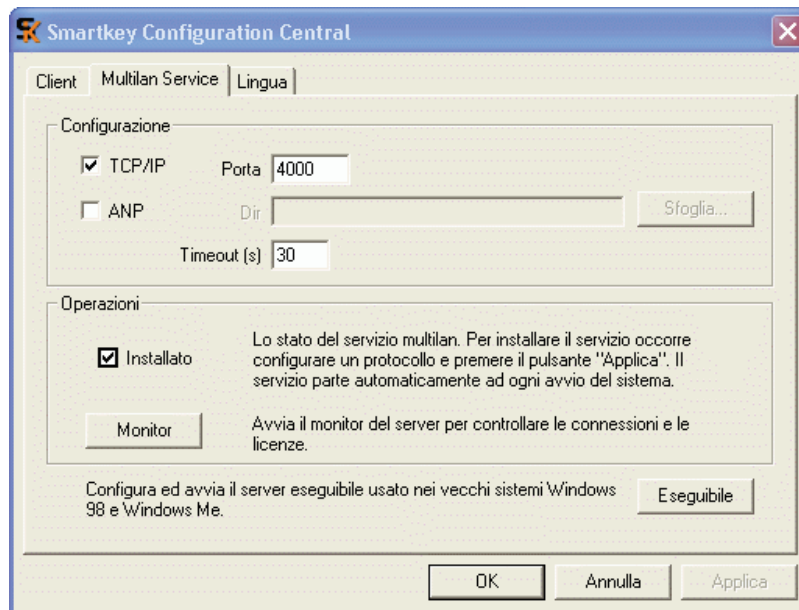 Smartkey Configuration Central
Client
Multilan Service
Lingua
Configurazione
TCP/IP
Porta
4000
ANP
Dir
Sfoglia...
Timeout (s)
30
Operazioni
Installato
Lo stato del servizio multilan. Per installare il servizio occorre
configurare un protocollo e premere il pulsante "Applica". Il
servizio parte automaticamente ad ogni avvio del sistema.
Monitor
Avvia il monitor del server per controllare le connessioni e le
licenze.
Configura ed avvia il server eseguibile usato nei vecchi sistemi Windows
98 e Windows Me.
Eseguibile
OK
Annulla
Applica